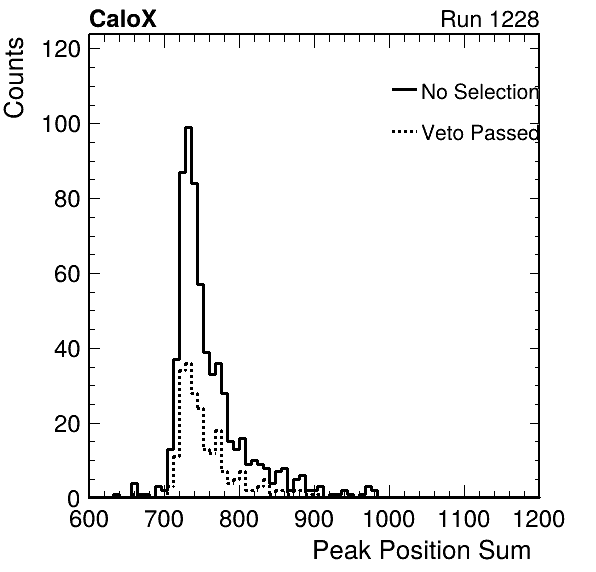 CaloX
Run 1228
Counts
120
100
80
60
40
20
0
No Selection
Veto Passed
600 700 800 900 1000 1100 1200
Peak Position Sum